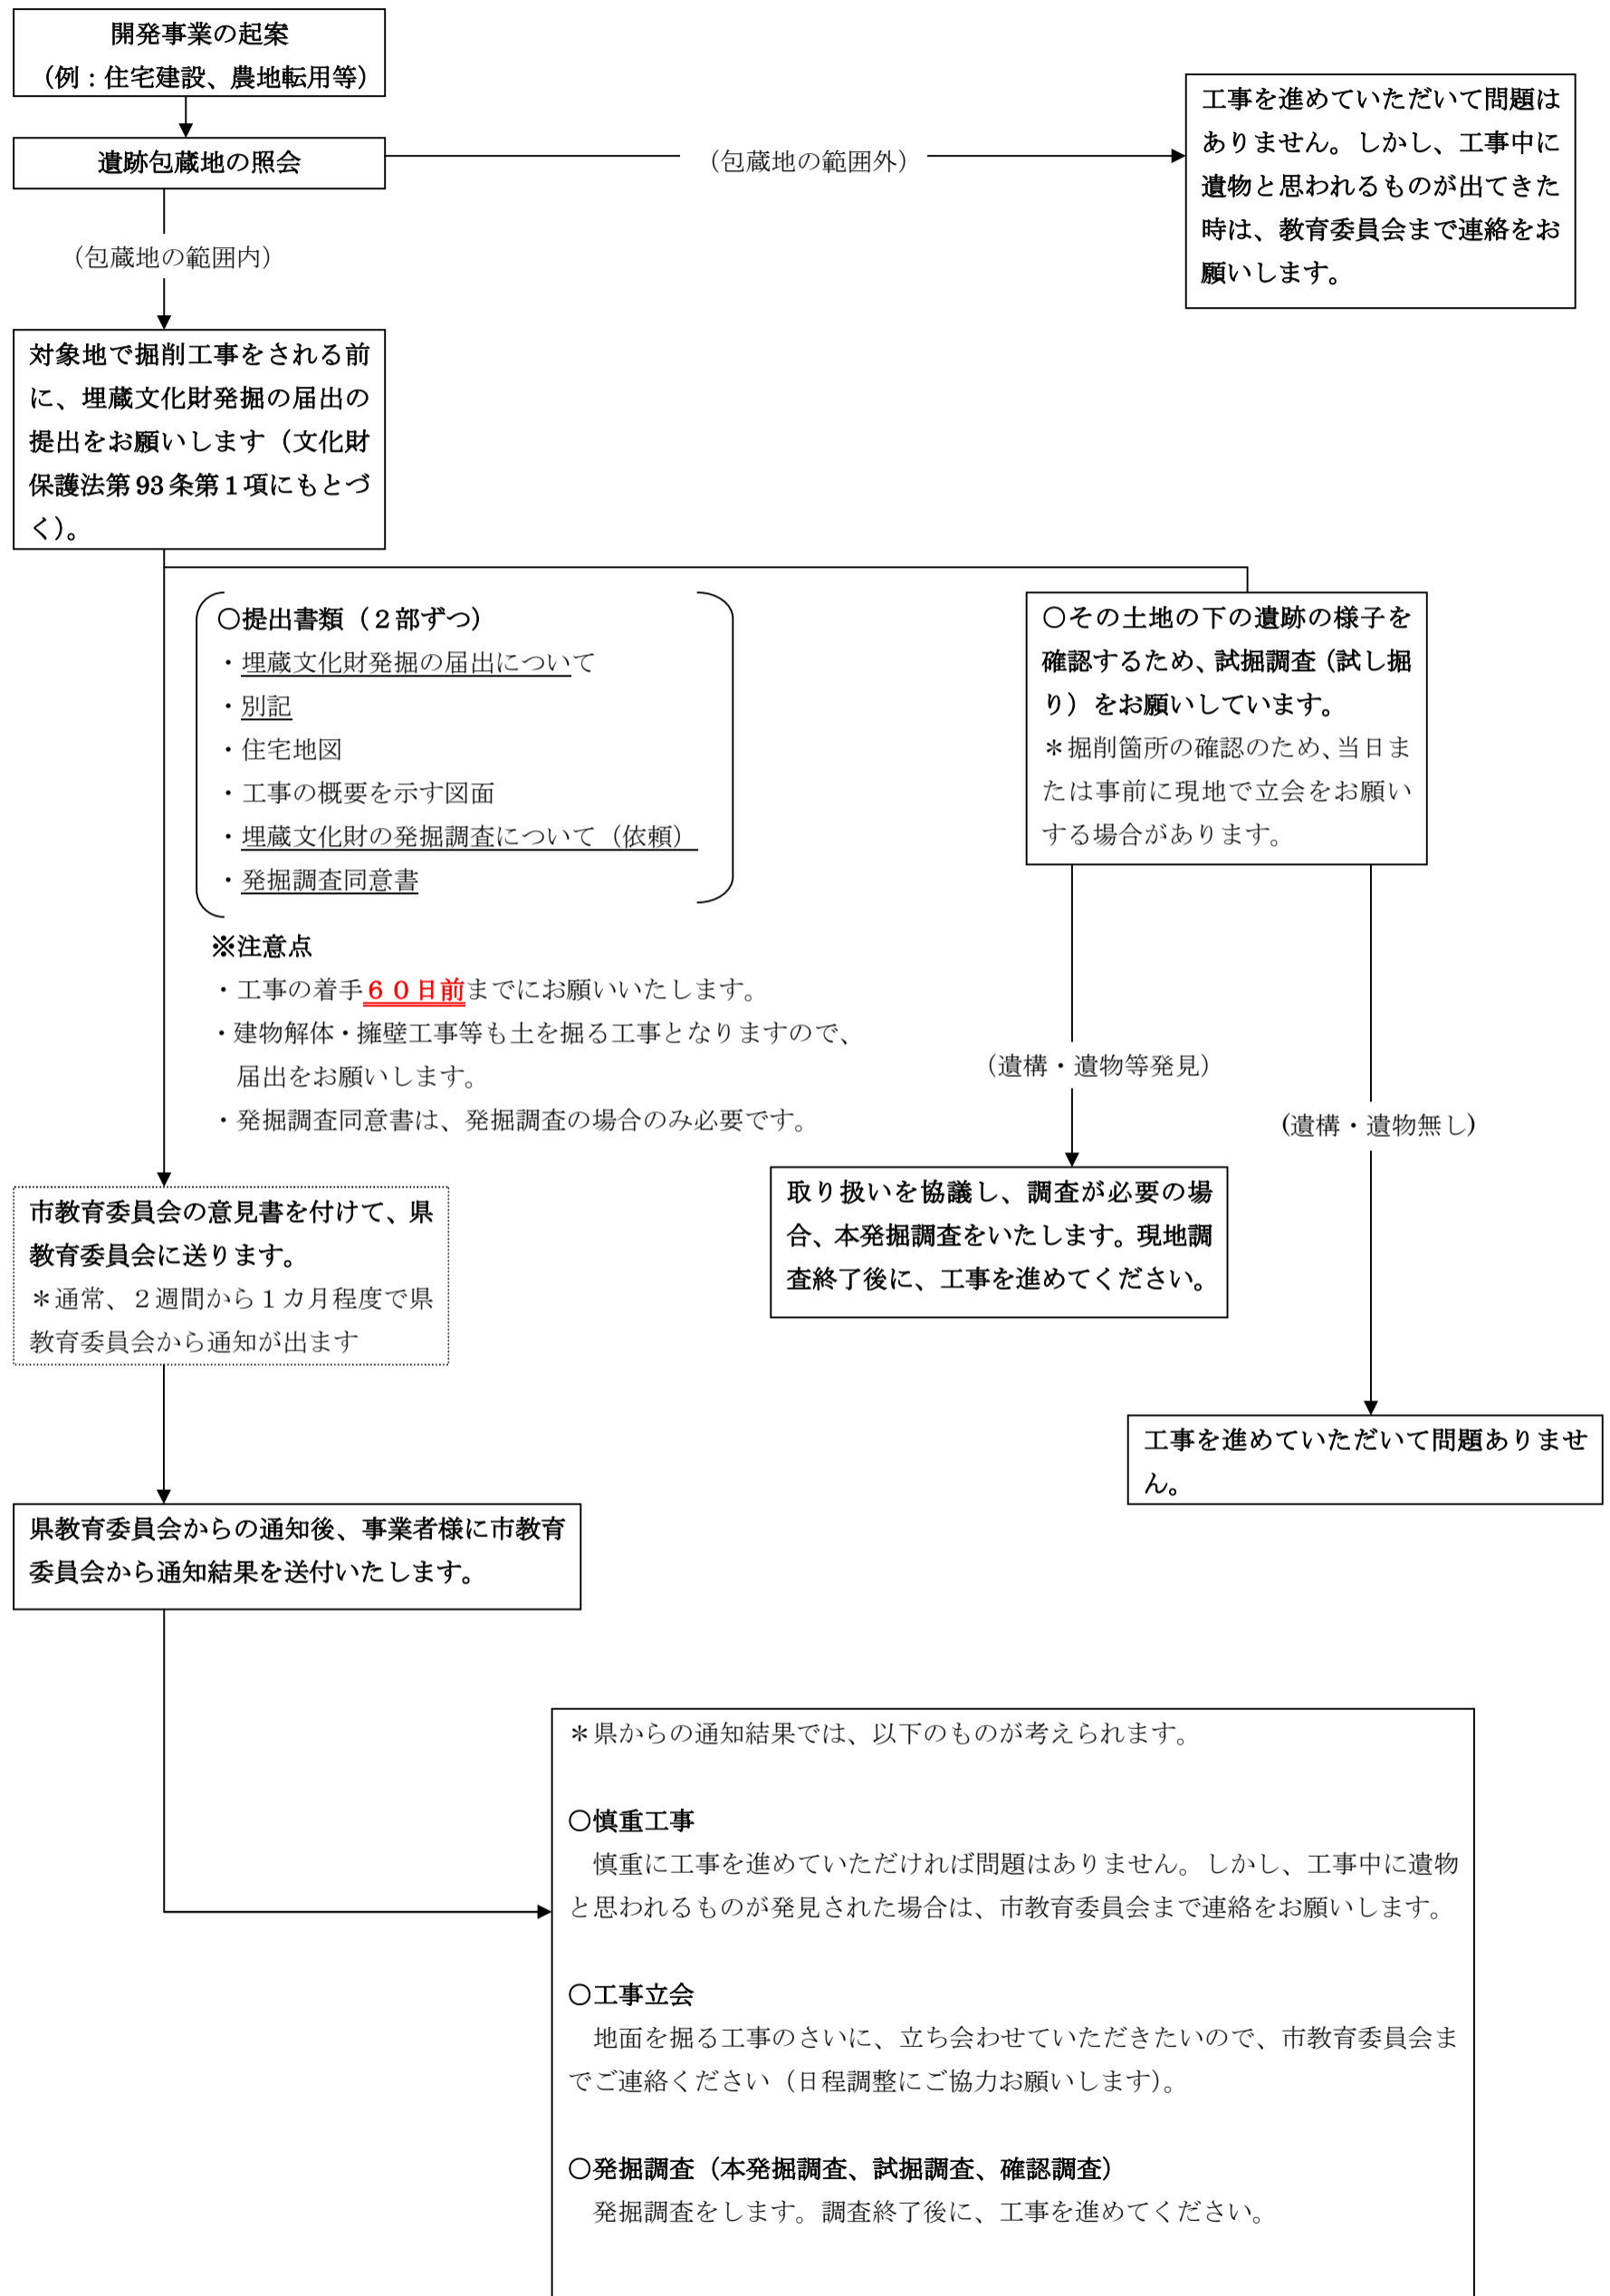 開発事業の起案
（例：住宅建設、農地転用等）
遺跡包蔵地の照会
（包蔵地の範囲外）
工事を進めていただいて問題は
ありません。しかし、工事中に
遺物と思われるものが出てきた
時は、教育委員会まで連絡をお
願いします。
（包蔵地の範囲内）
対象地で掘削工事をされる前
に、埋蔵文化財発掘の届出の
提出をお願いします（文化財
保護法第93条第1項にもとづ
く）。
〇提出書類（２部ずつ）
・埋蔵文化財発掘の届出について
・別記
・住宅地図
・工事の概要を示す図面
・埋蔵文化財の発掘調査について（依頼）
・発掘調査同意書
〇その土地の下の遺跡の様子を
確認するため、試掘調査（試し掘
り）をお願いしています。
＊掘削箇所の確認のため、当日ま
たは事前に現地で立会をお願い
する場合があります。
※注意点
・工事の着手６０日前までにお願いいたします。
・建物解体・擁壁工事等も土を掘る工事となりますので、
届出をお願いします。
・発掘調査同意書は、発掘調査の場合のみ必要です。
（遺構・遺物等発見）
(遺構・遺物無し)
取り扱いを協議し、調査が必要の場
合、本発掘調査をいたします。現地調
査終了後に、工事を進めてください。
市教育委員会の意見書を付けて、県
教育委員会に送ります。
＊通常、２週間から１カ月程度で県
教育委員会から通知が出ます
工事を進めていただいて問題ありませ
ん。
県教育委員会からの通知後、事業者様に市教育
委員会から通知結果を送付いたします。
＊県からの通知結果では、以下のものが考えられます。
〇慎重工事
慎重に工事を進めていただければ問題はありません。しかし、工事中に遺物
と思われるものが発見された場合は、市教育委員会まで連絡をお願いします。
〇工事立会
地面を掘る工事のさいに、立ち会わせていただきたいので、市教育委員会ま
でご連絡ください（日程調整にご協力お願いします）。
〇発掘調査（本発掘調査、試掘調査、確認調査）
発掘調査をします。調査終了後に、工事を進めてください。